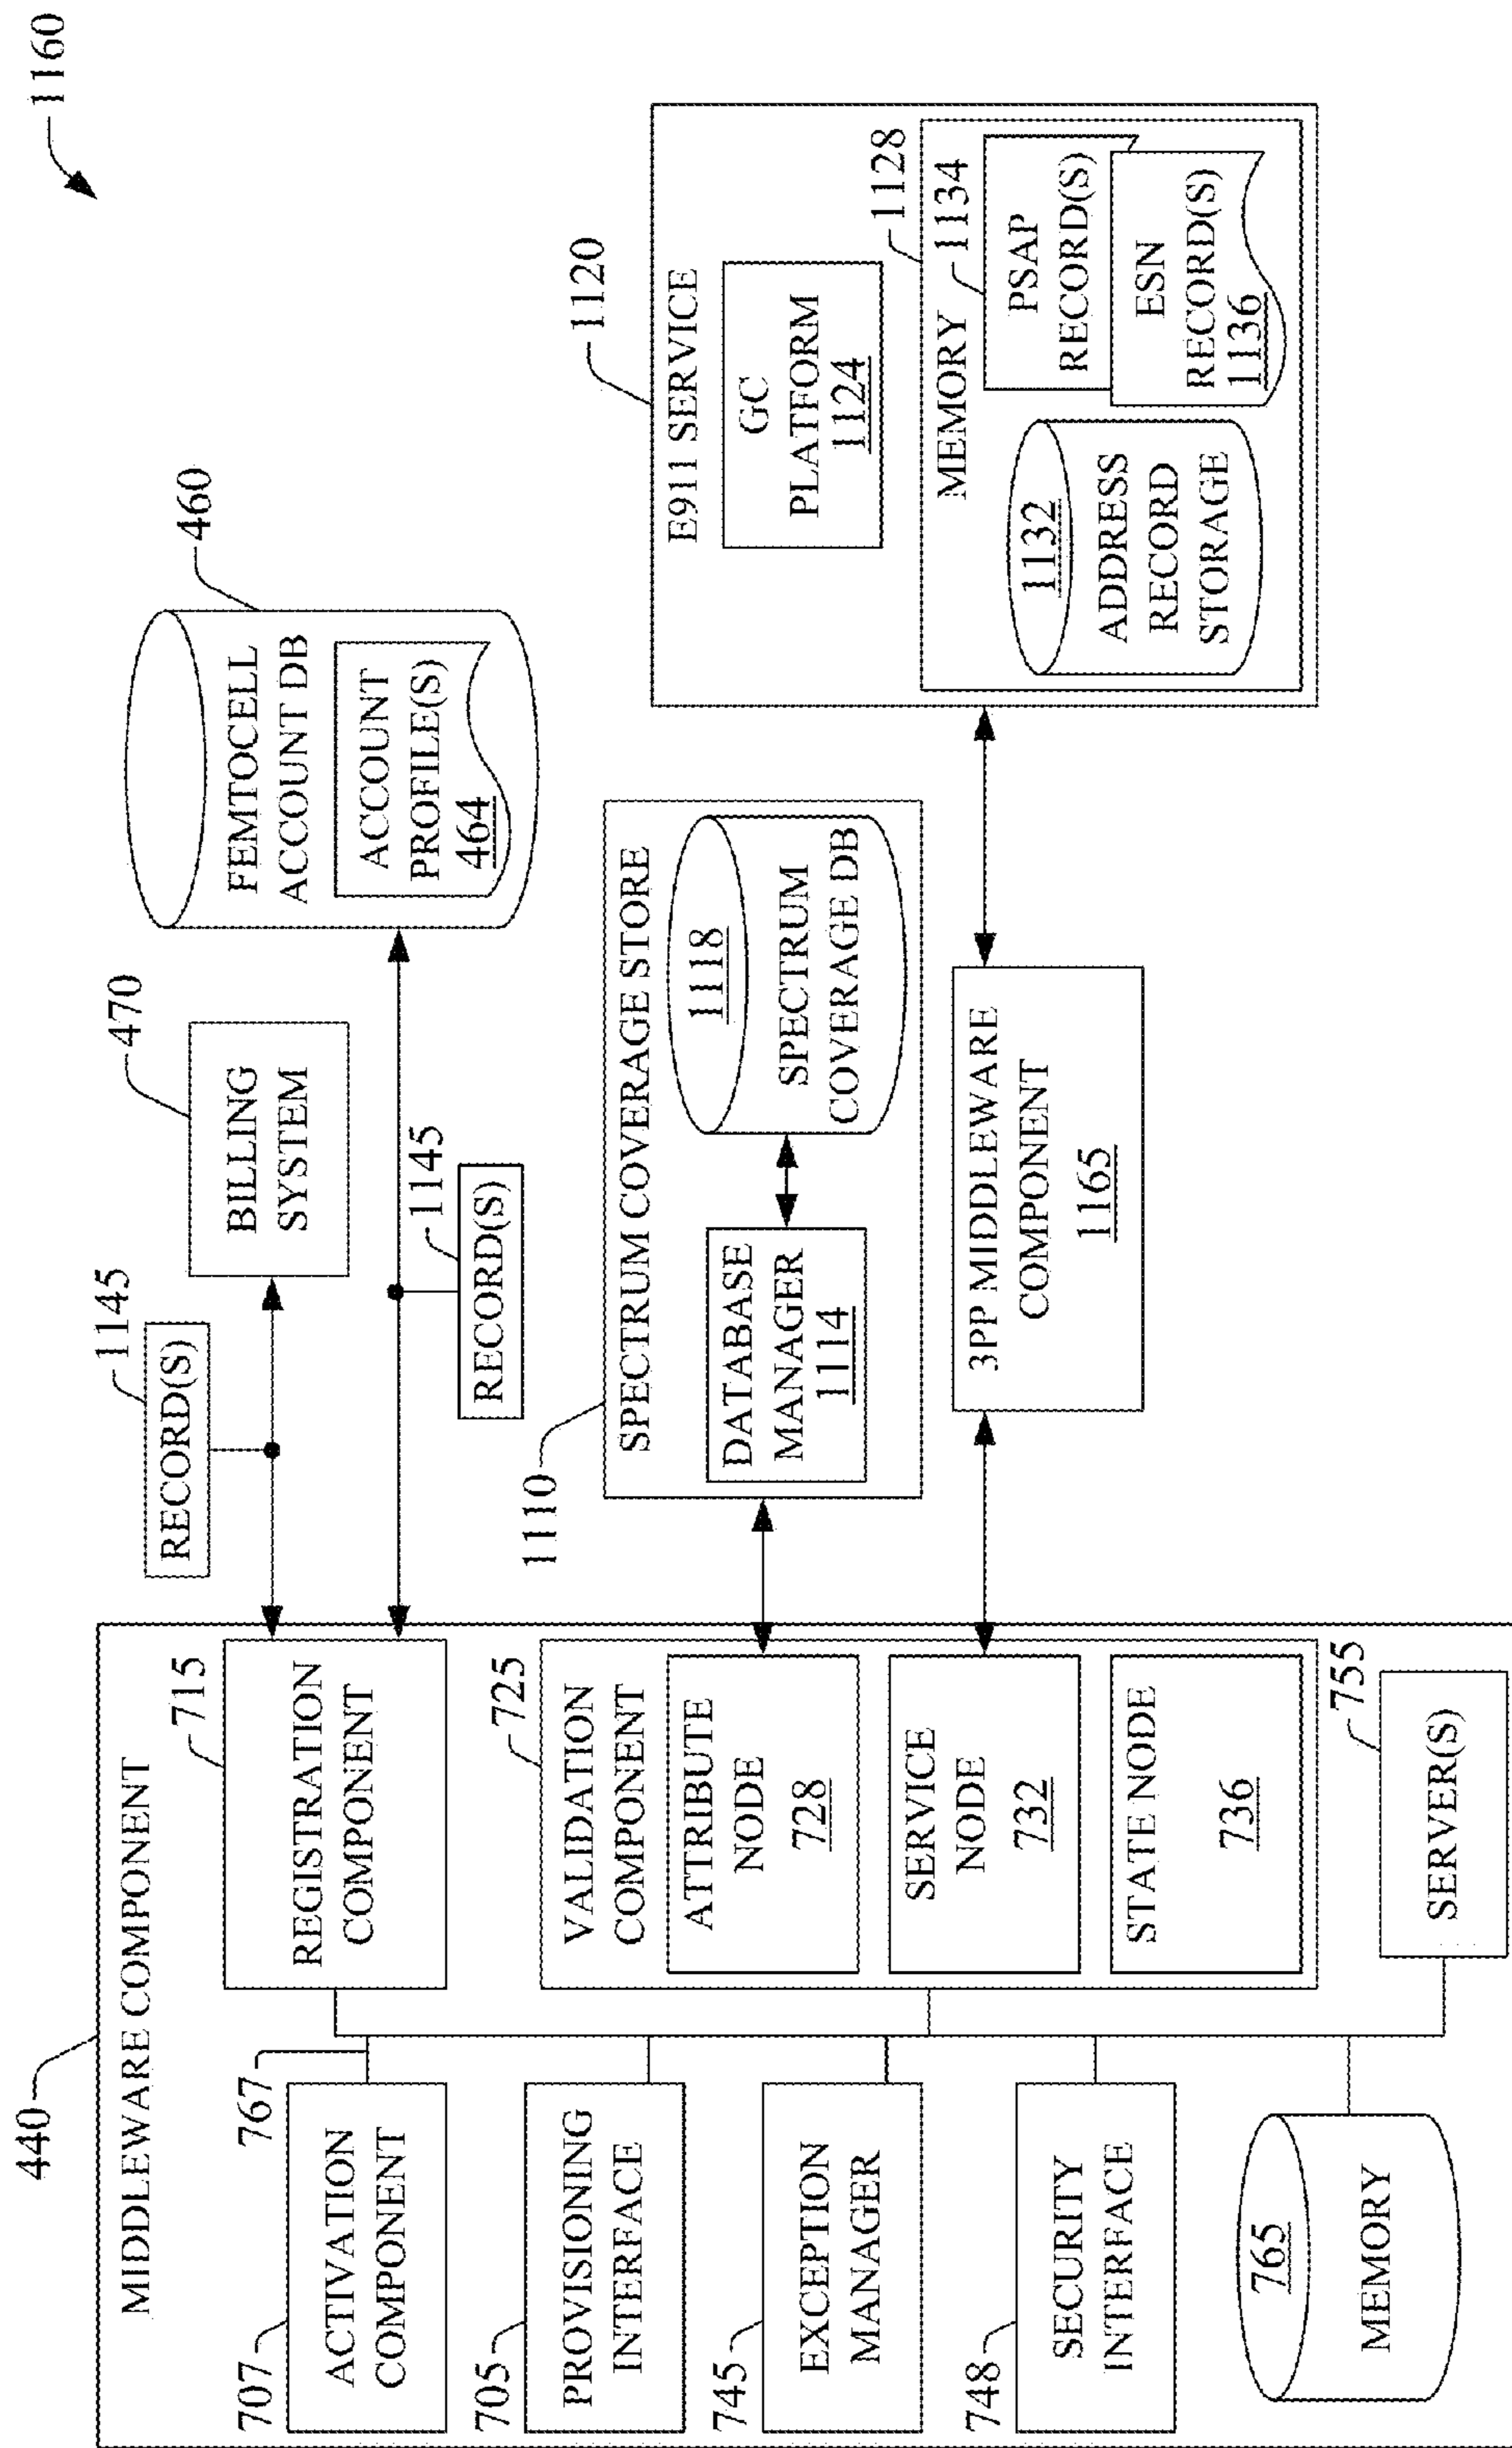 1160
440
MIDDLEWARE COMPONENT
707
ACTIVATION
COMPONENT
767
705
PROVISIONING
INTERFACE
745
EXCEPTION
MANAGER
748
SECURITY
INTERFACE
765
MEMORY
715
REGISTRATION
COMPONENT
725
VALIDATION
COMPONENT
ATTRIBUTE
NODE
728
SERVICE
NODE
732
STATE NODE
736
755
SERVER(S)
1145
RECORD(S)
470
BILLING
SYSTEM
1145
RECORD(S)
460
FEMTOCELL
ACCOUNT DB
ACCOUNT
PROFILE(S)
464
1110
SPECTRUM COVERAGE STORE
DATABASE
MANAGER
1114
1118
SPECTRUM
COVERAGE DB
3PP MIDDLEWARE
COMPONENT
1165
1120
E911 SERVICE
GC
PLATFORM
1124
1128
MEMORY
1134
1132
ADDRESS
RECORD
STORAGE
PSAP
RECORD(S)
ESN
RECORD(S)
1136